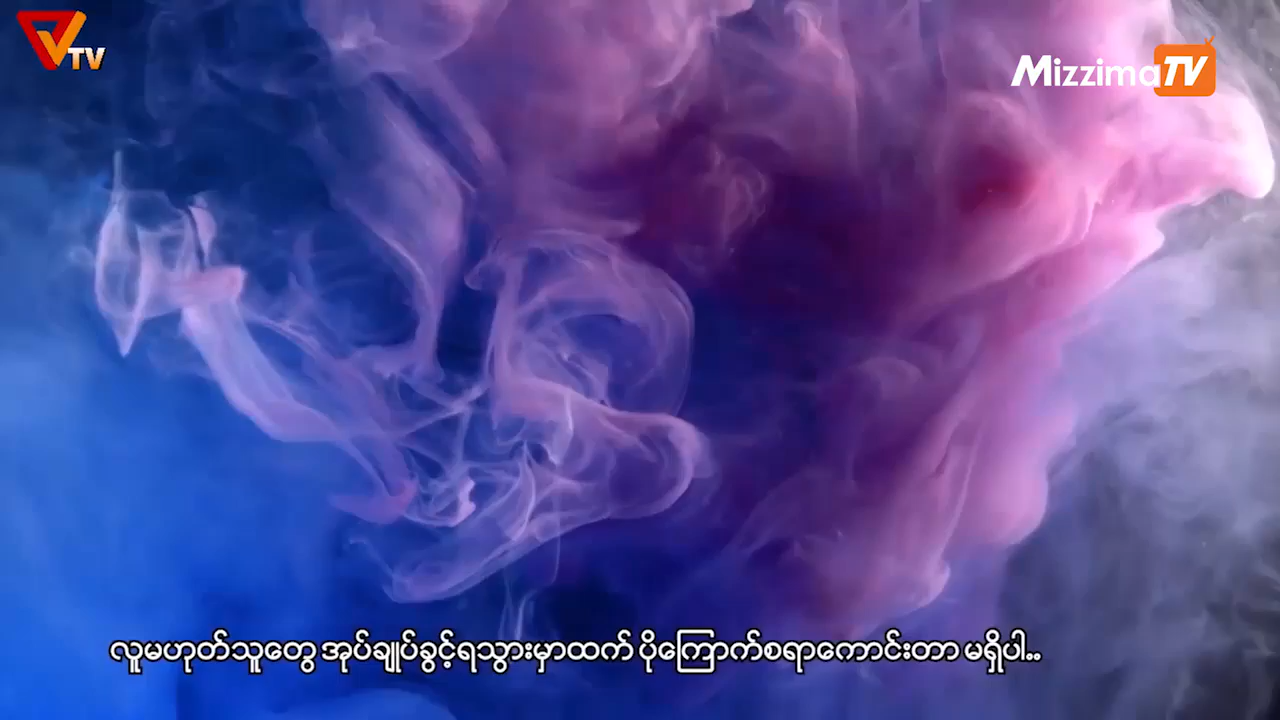 TV
MizzimaTV
လူမဟုတ်သူတွေ အုပ်ချုပ်ခွင့်ရသွားမှာထက် ပိုကြောက်စရာကောင်းတာ မရှိပါ..